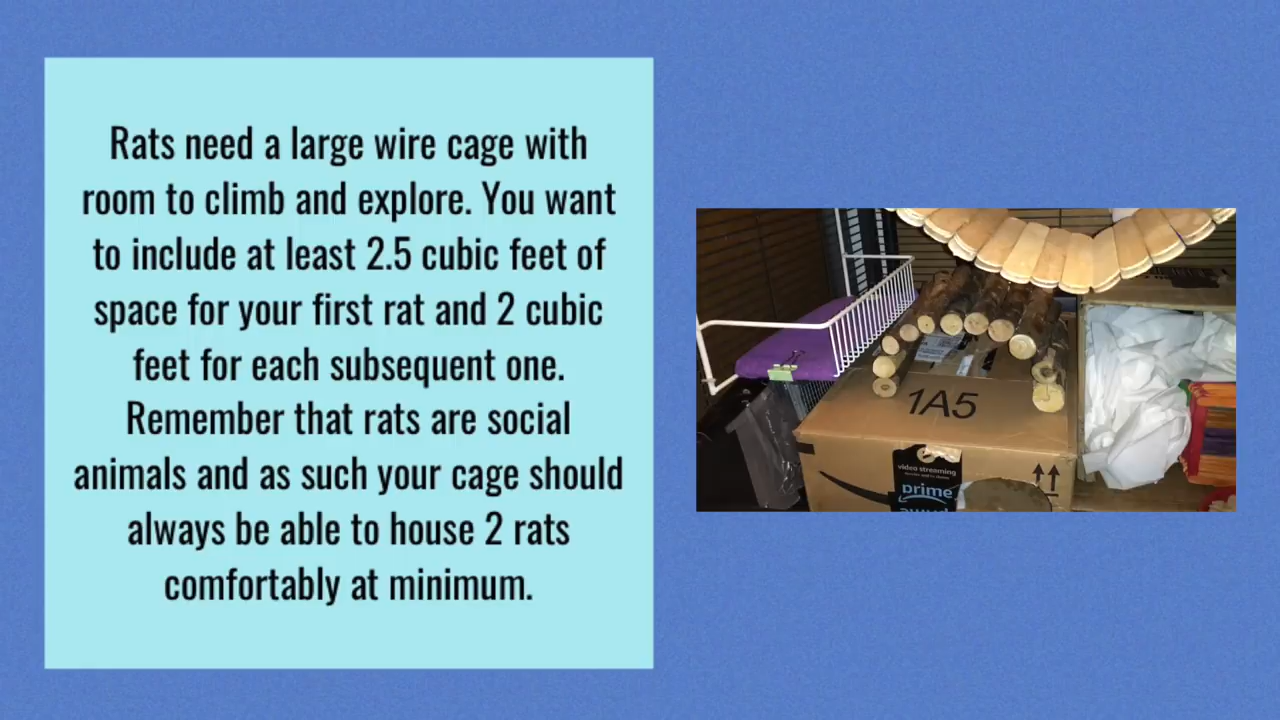 Rats need a large wire cage with
room to climb and explore. You want
to include at least 2.5 cubic feet of
space for your first rat and 2 cubic
feet for each subsequent one.
Remember that rats are social
animals and as such your cage should
always be able to house 2 rats
comfortably at minimum.
1A5
video streaming
prime